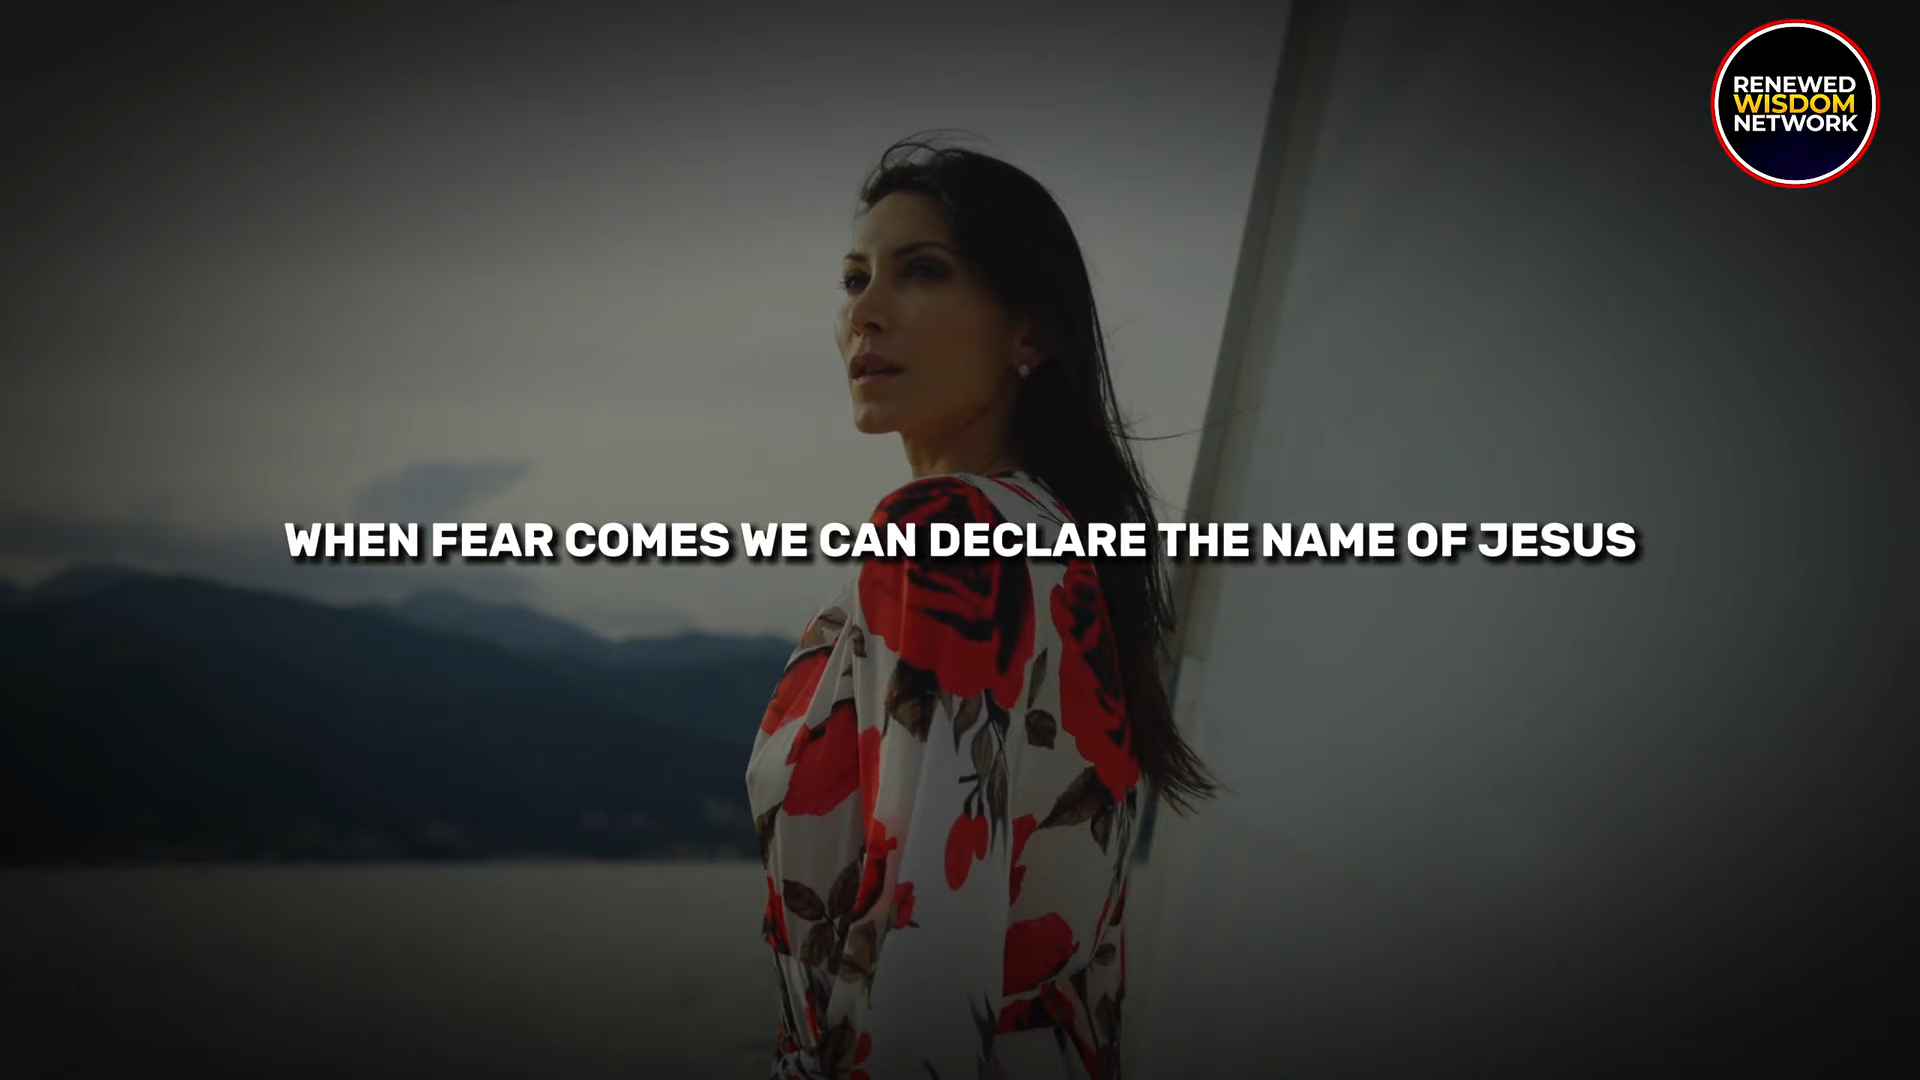 RENEWED
WISDOM
NETWORK
WHEN FEAR COMES WE CAN DECLARE THE NAME OF JESUS